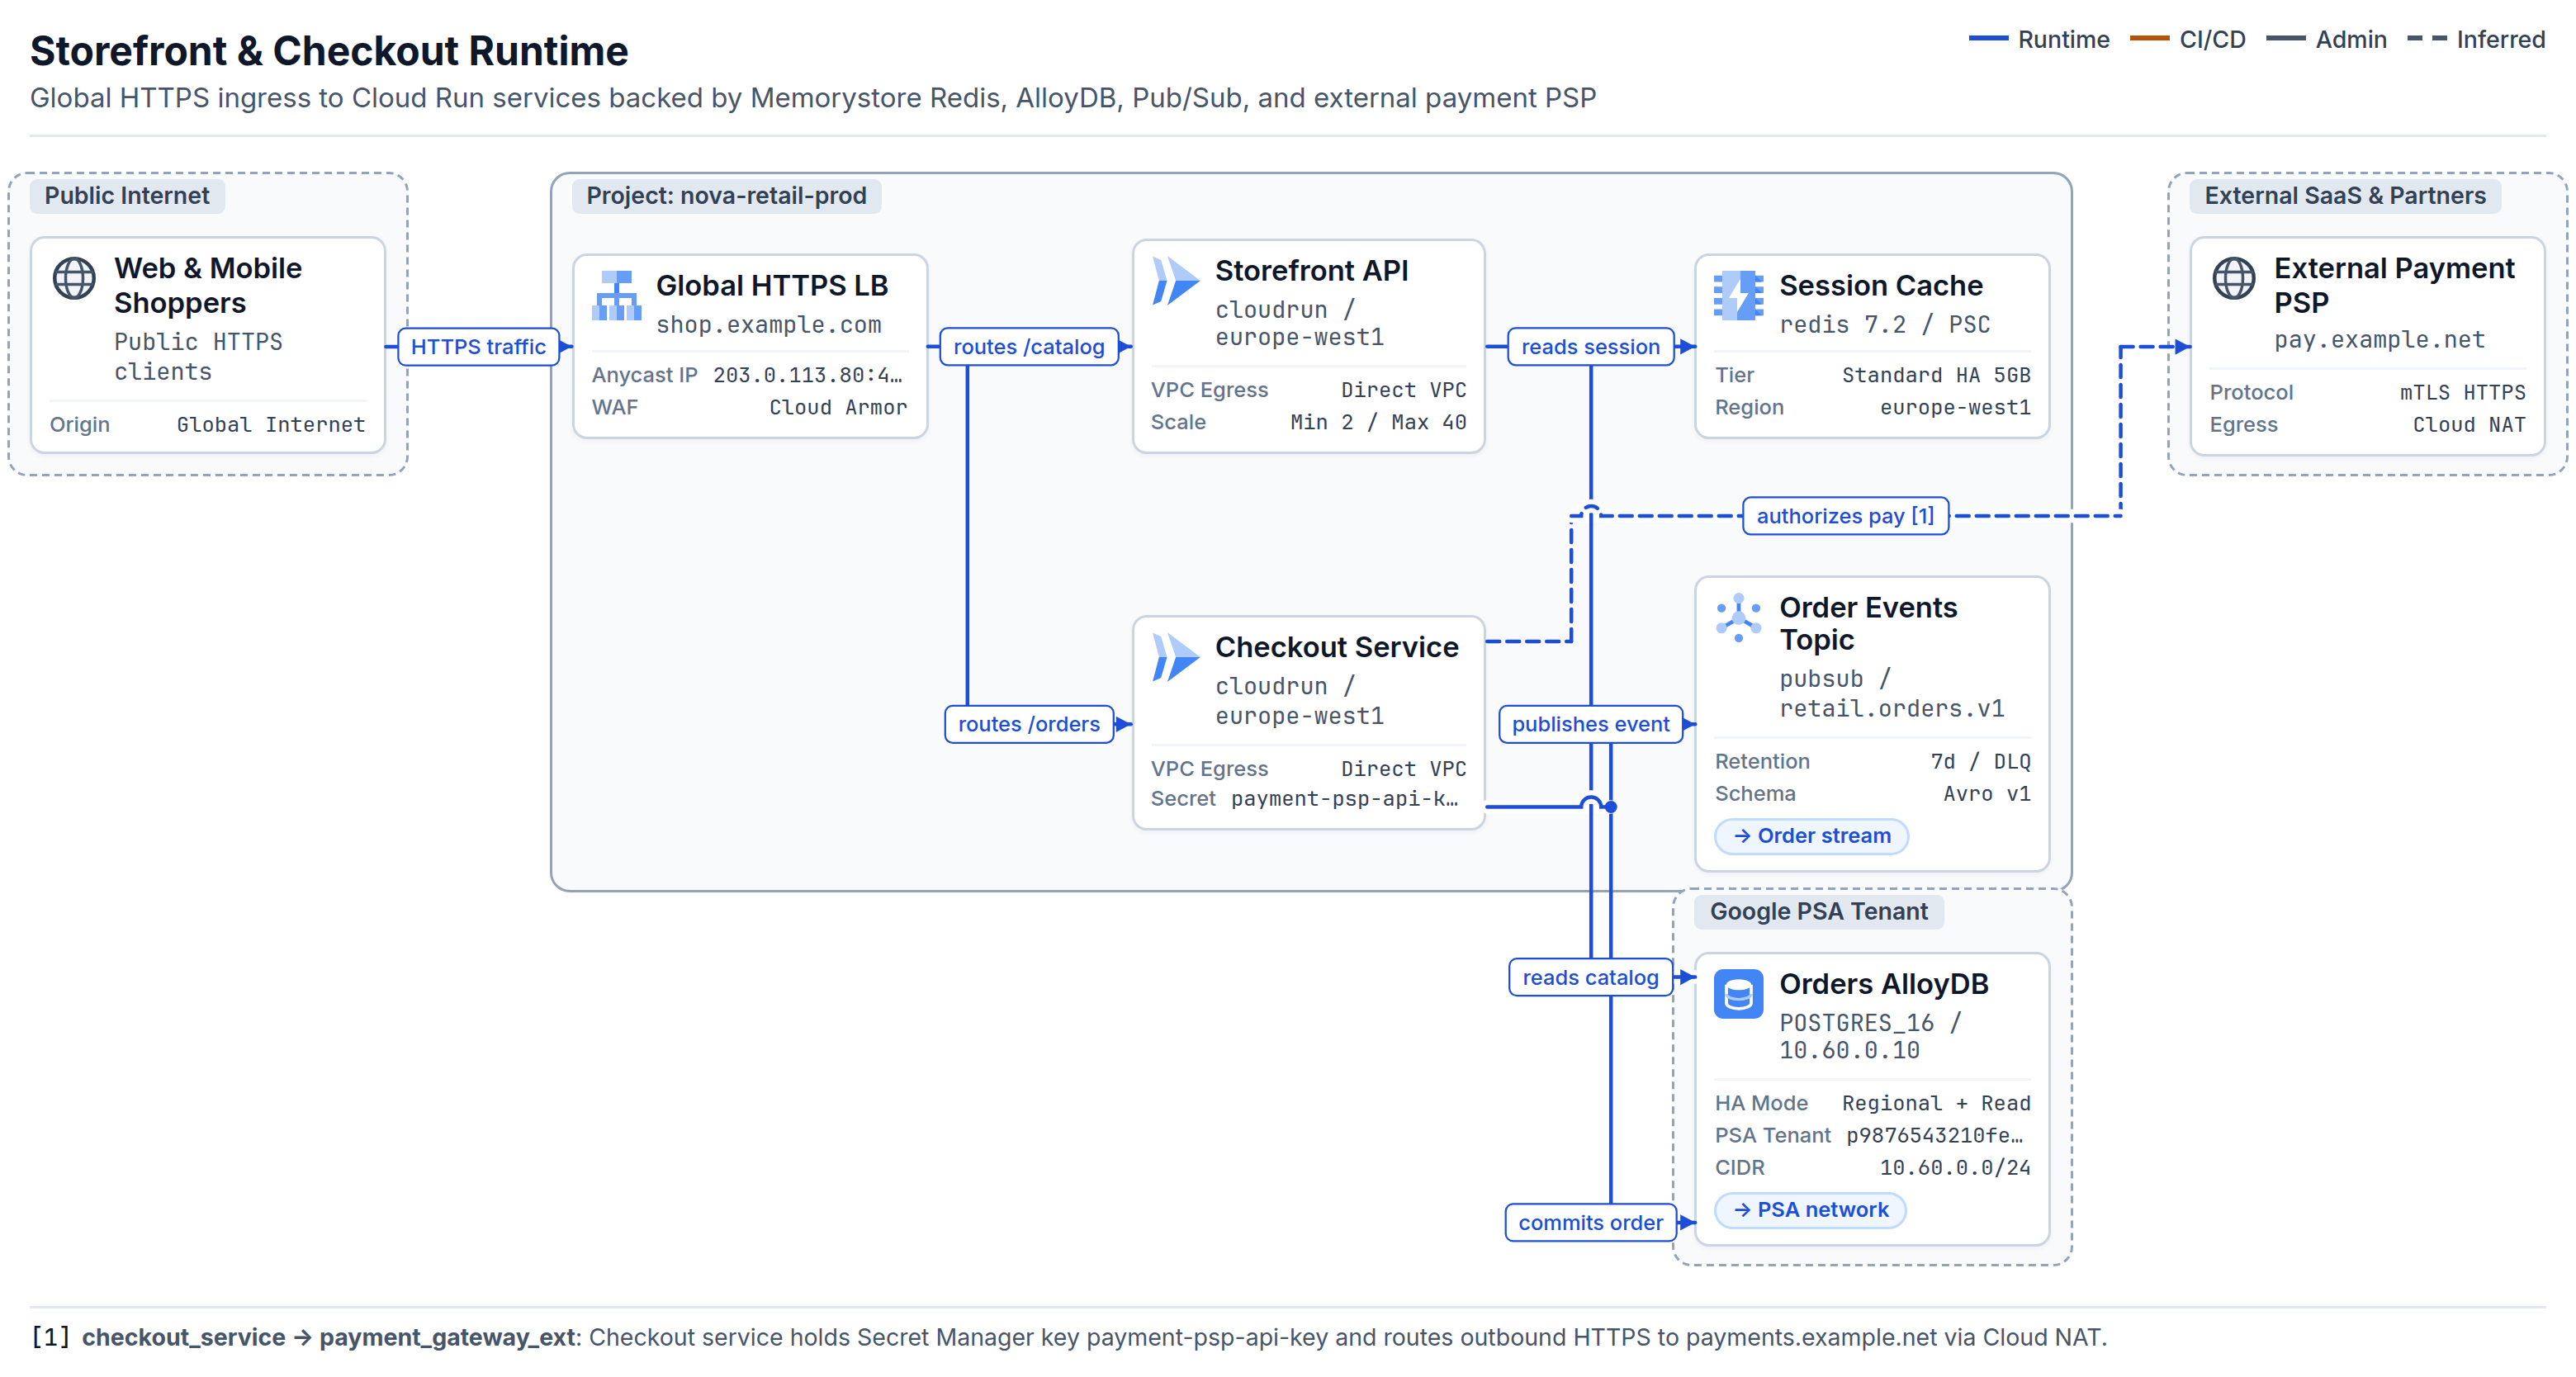 Storefront & Checkout Runtime
Global HTTPS ingress to Cloud Run services backed by Memorystore Redis, AlloyDB, Pub/Sub, and external payment PSP
Runtime
CI/CD
Admin
Inferred
Public Internet
Web & Mobile
Shoppers
Public HTTPS
clients
Origin Global Internet
HTTPS traffic
Project: nova-retail-prod
Global HTTPS LB
shop.example.com
Anycast IP 203.0.113.80:4…
WAF Cloud Armor
routes /catalog
routes /orders
Storefront API
cloudrun /
europe-west1
VPC Egress Direct VPC
Scale Min 2 / Max 40
reads session
Session Cache
redis 7.2 / PSC
Tier Standard HA 5GB
Region europe-west1
authorizes pay [1]
External SaaS & Partners
External Payment
PSP
pay.example.net
Protocol mTLS HTTPS
Egress Cloud NAT
Checkout Service
cloudrun /
europe-west1
VPC Egress Direct VPC
Secret payment-psp-api-k…
publishes event
Order Events
Topic
pubsub /
retail.orders.v1
Retention 7d / DLQ
Schema Avro v1
→ Order stream
Google PSA Tenant
reads catalog
Orders AlloyDB
POSTGRES_16 /
10.60.0.10
HA Mode Regional + Read
PSA Tenant p9876543210fe…
CIDR 10.60.0.0/24
→ PSA network
commits order
[1] checkout_service → payment_gateway_ext: Checkout service holds Secret Manager key payment-psp-api-key and routes outbound HTTPS to payments.example.net via Cloud NAT.